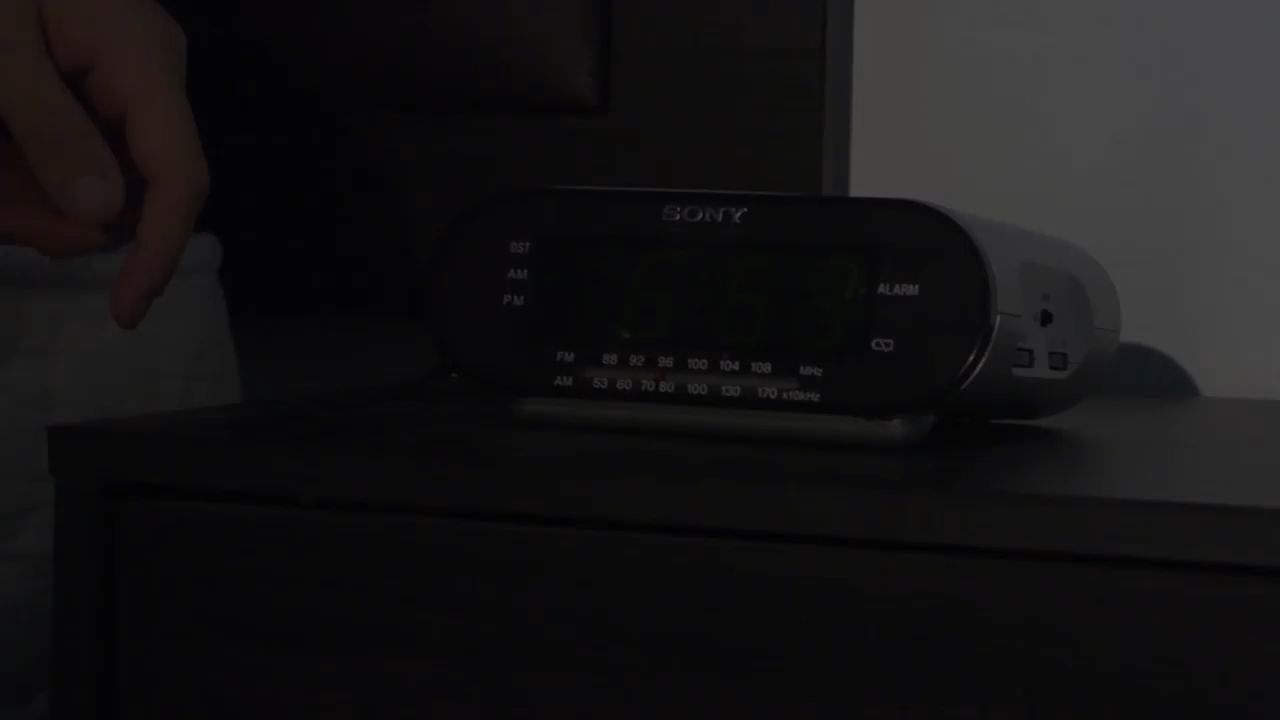 SONY
DST
AM
PM
ALARM
FM 88 92 96 100 104 108 MHz
AM 53 60 70 80 100 130 170 x10kHz